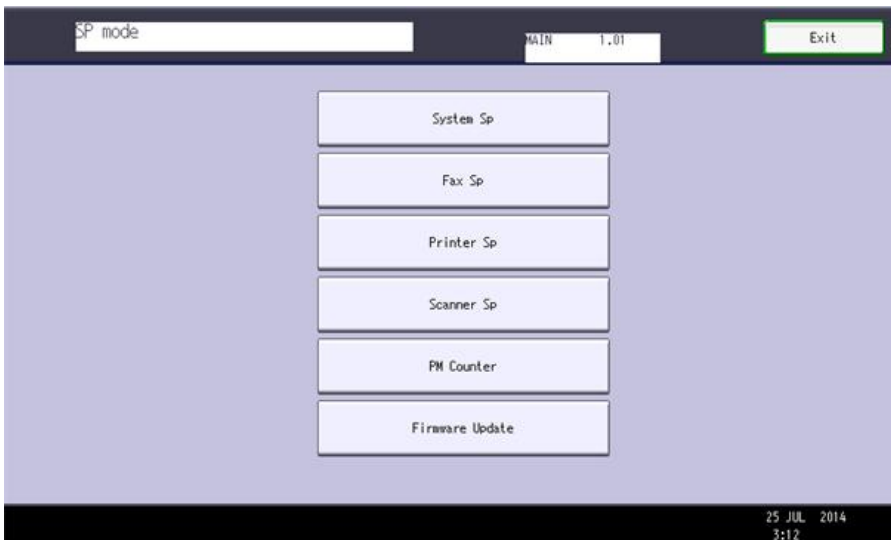 SP mode
MAIN 1.01
Exit
System Sp
Fax Sp
Printer Sp
Scanner Sp
PM Counter
Firmware Update
25 JUL 2014
3:12